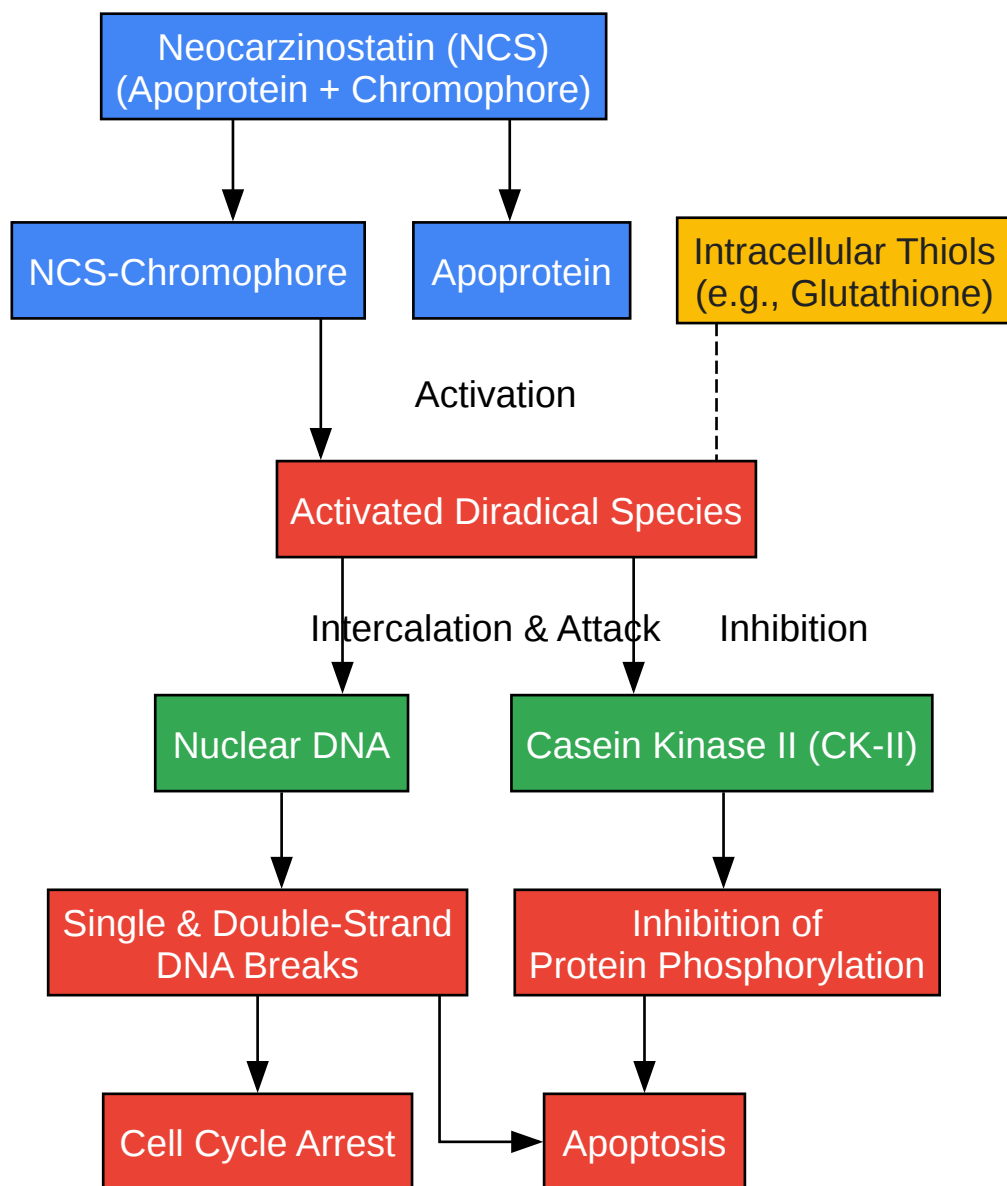 Neocarzinostatin (NCS)
(Apoprotein + Chromophore)
NCS-Chromophore
Apoprotein
Intracellular Thiols
(e.g., Glutathione)
Activation
Activated Diradical Species
Intercalation & Attack
Inhibition
Nuclear DNA
Casein Kinase II (CK-II)
Single & Double-Strand
DNA Breaks
Inhibition of
Protein Phosphorylation
Cell Cycle Arrest
Apoptosis